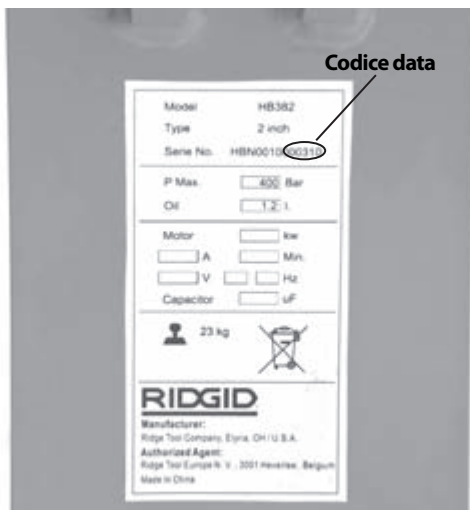 Codice data
Model HB382
Type 2 inch
Serie No. HBN0010000310
P Max. 400 Bar
Oil 1.2 l.
Motor kw
A Min.
V Hz
Capacitor uF
23 kg
RIDGID
Manufacturer:
Ridge Tool Company, Elyria, OH / U.S.A.
Authorized Agent:
Ridge Tool Europe N. V., 3001 Heverlee, Belgium
Made In China